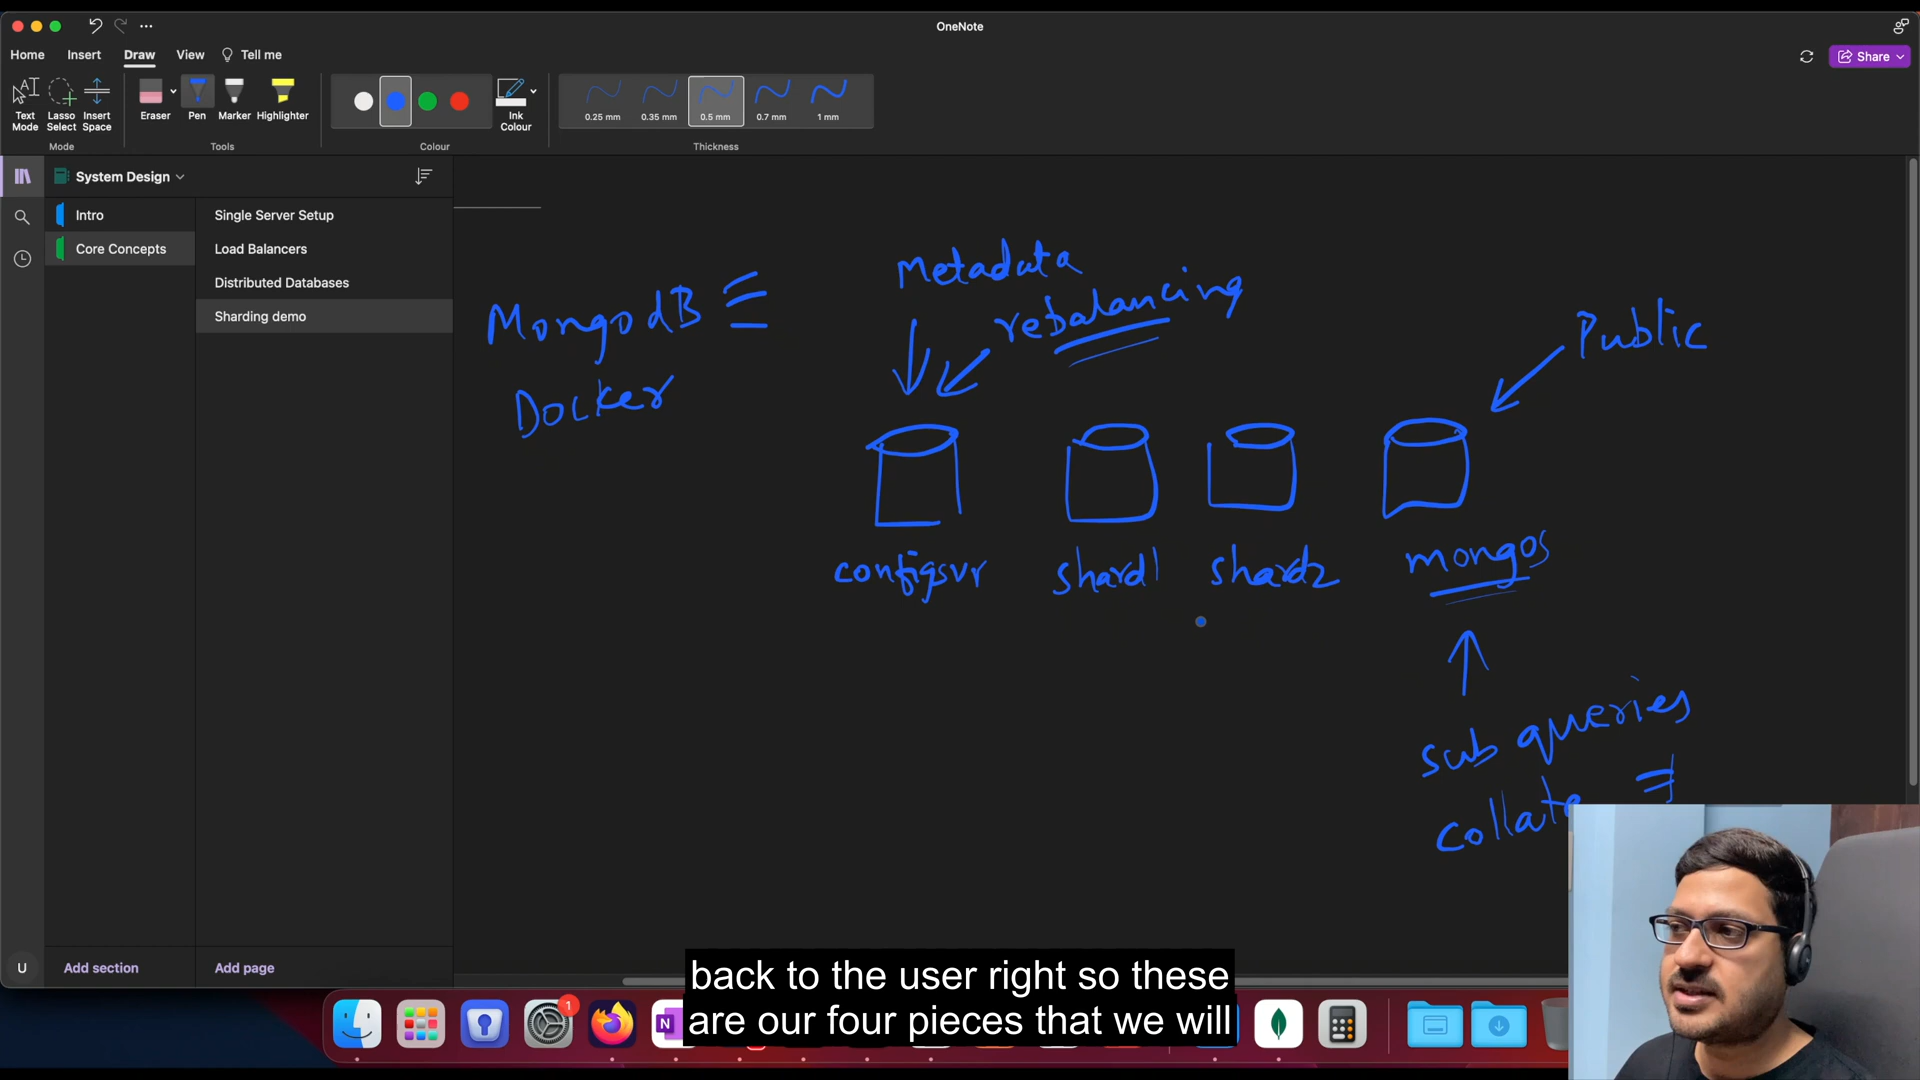 OneNote
Home Insert Draw View Tell me
Share
Text Mode
Lasso Select
Insert Space
Eraser
Pen
Marker
Highlighter
Ink Colour
0.25 mm
0.35 mm
0.5 mm
0.7 mm
1 mm
Mode
Tools
Colour
Thickness
System Design
Intro
Core Concepts
Single Server Setup
Load Balancers
Distributed Databases
Sharding demo
Metadata
rebalancing
MongodB
Docker
Public
configsvr
shard1
shard2
mongos
sub queries
collate
U
Add section
Add page
1
N
back to the user right so these
are our four pieces that we will